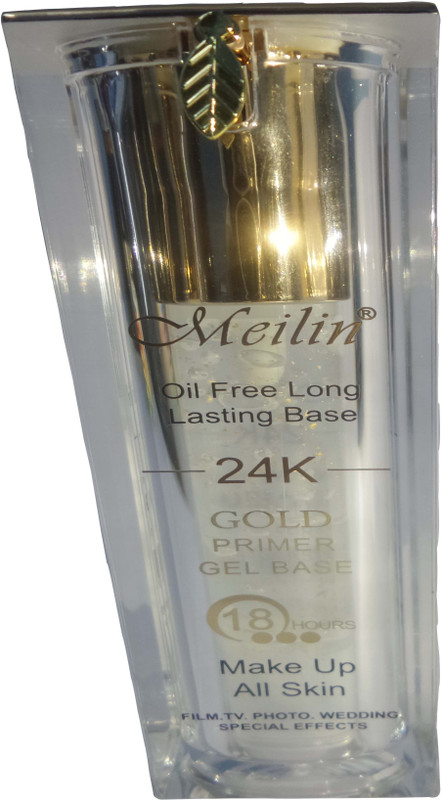 Meilin®
Oil Free Long
Lasting Base
24K
GOLD
PRIMER
GEL BASE
18 HOURS
Make Up
All Skin
FILM.TV. PHOTO. WEDDING
SPECIAL EFFECTS